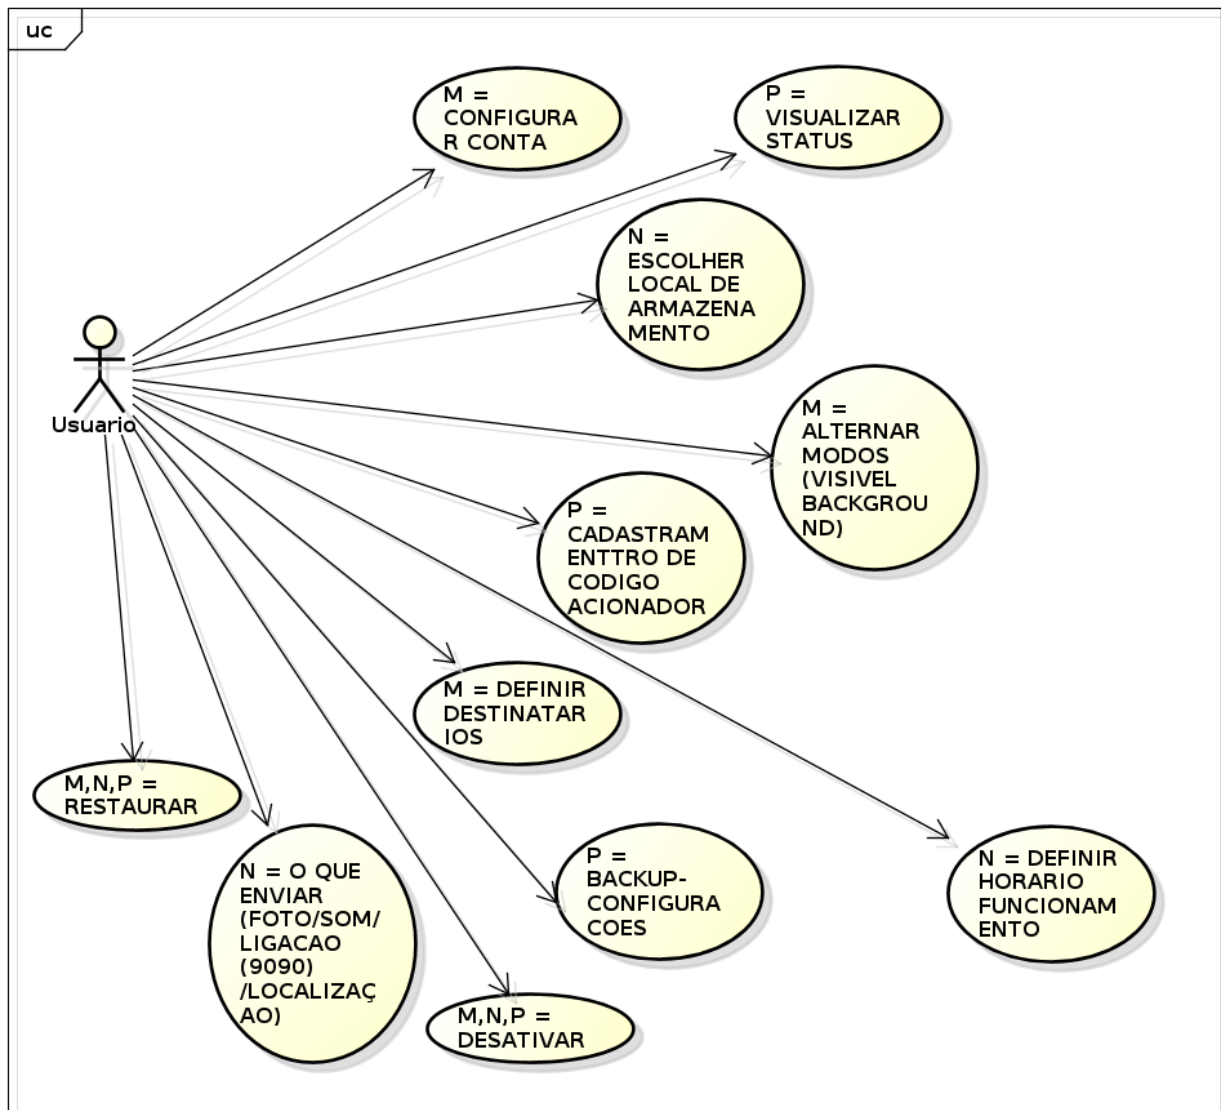 uc
M =
CONFIGURA
R CONTA
P =
VISUALIZAR
STATUS
N =
ESCOLHER
LOCAL DE
ARMAZENA
MENTO
Usuario
M =
ALTERNAR
MODOS
(VISIVEL
BACKGROU
ND)
P =
CADASTRAM
ENTTRO DE
CODIGO
ACIONADOR
M = DEFINIR
DESTINATAR
IOS
M,N,P =
RESTAURAR
N = O QUE
ENVIAR
(FOTO/SOM/
LIGACAO
(9090)
/LOCALIZAÇ
AO)
P =
BACKUP-
CONFIGURA
COES
N = DEFINIR
HORARIO
FUNCIONAM
ENTO
M,N,P =
DESATIVAR